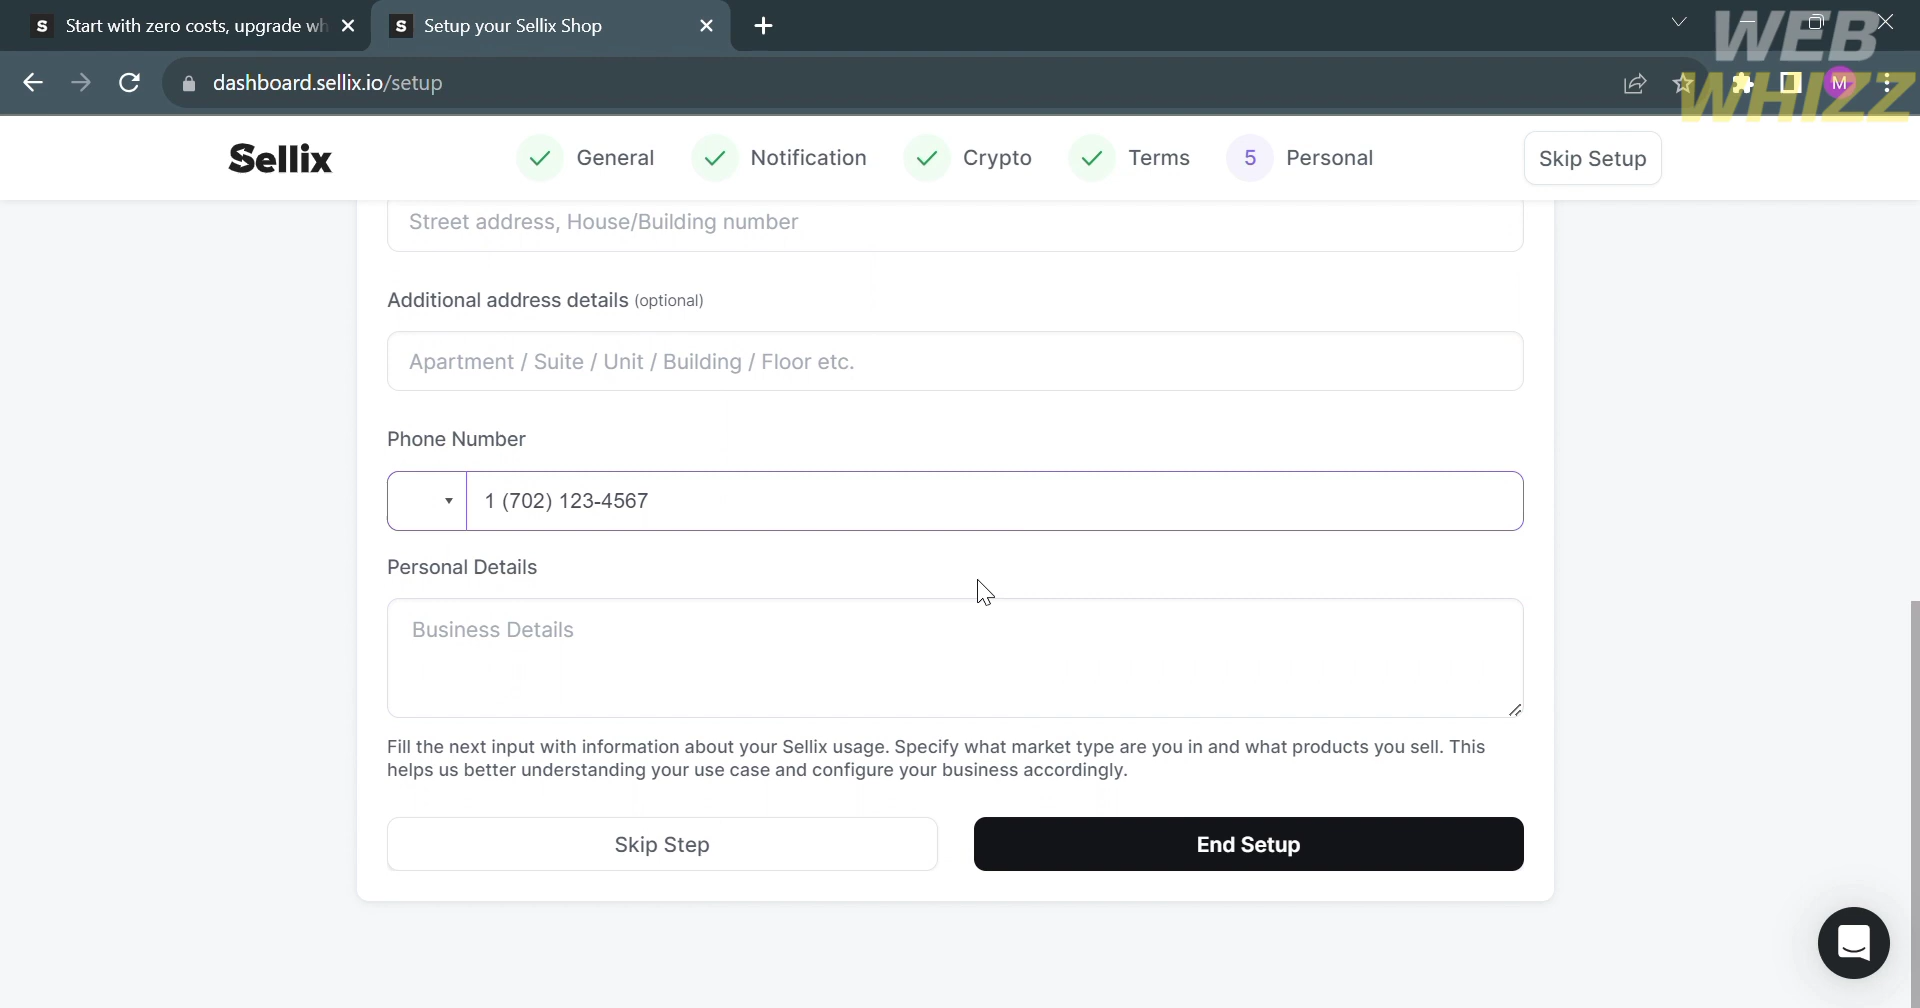 Start with zero costs, upgrade wh
Setup your Sellix Shop
dashboard.sellix.io/setup
M
WEB
WHIZZ
Sellix
General
Notification
Crypto
Terms
5
Personal
Skip Setup
Street address, House/Building number
Additional address details (optional)
Apartment / Suite / Unit / Building / Floor etc.
Phone Number
1 (702) 123-4567
Personal Details
Business Details
Fill the next input with information about your Sellix usage. Specify what market type are you in and what products you sell. This
helps us better understanding your use case and configure your business accordingly.
Skip Step
End Setup